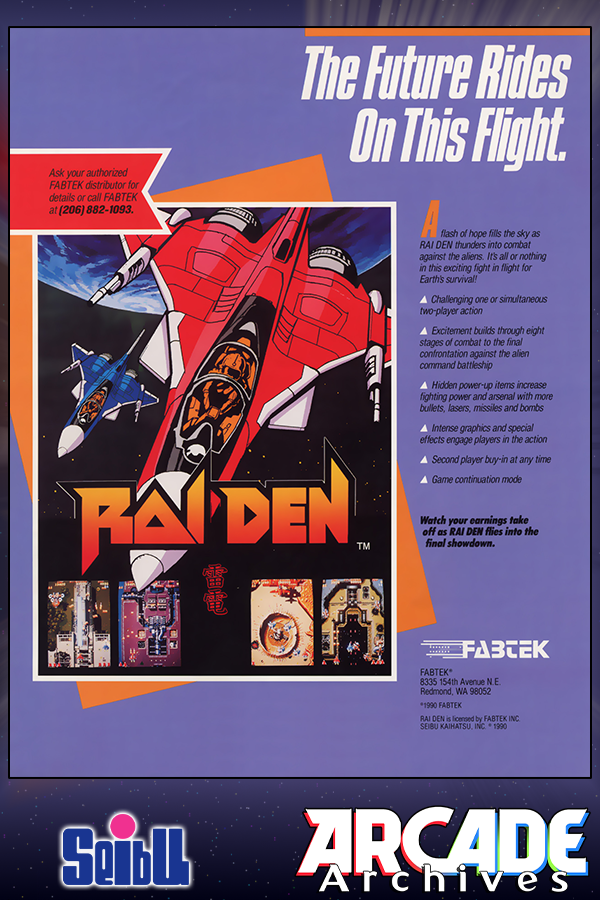 The Future Rides
On This Flight.
Ask your authorized
FABTEK distributor for
details or call FABTEK
at (206) 882-1093.
A flash of hope fills the sky as
RAI DEN thunders into combat
against the aliens. It's all or nothing
in this exciting fight in flight for
Earth's survival!
▲ Challenging one or simultaneous
two-player action
▲ Excitement builds through eight
stages of combat to the final
confrontation against the alien
command battleship
▲ Hidden power-up items increase
fighting power and arsenal with more
bullets, lasers, missiles and bombs
▲ Intense graphics and special
effects engage players in the action
▲ Second player buy-in at any time
▲ Game continuation mode
Watch your earnings take
off as RAI DEN flies into the
final showdown.
RAIDEN
TM
雷電
FABTEK
FABTEK®
8335 154th Avenue N.E.
Redmond, WA 98052
©1990 FABTEK
RAI DEN is licensed by FABTEK INC.
SEIBU KAIHATSU, INC. © 1990
Seibu
ARCADE
Archives